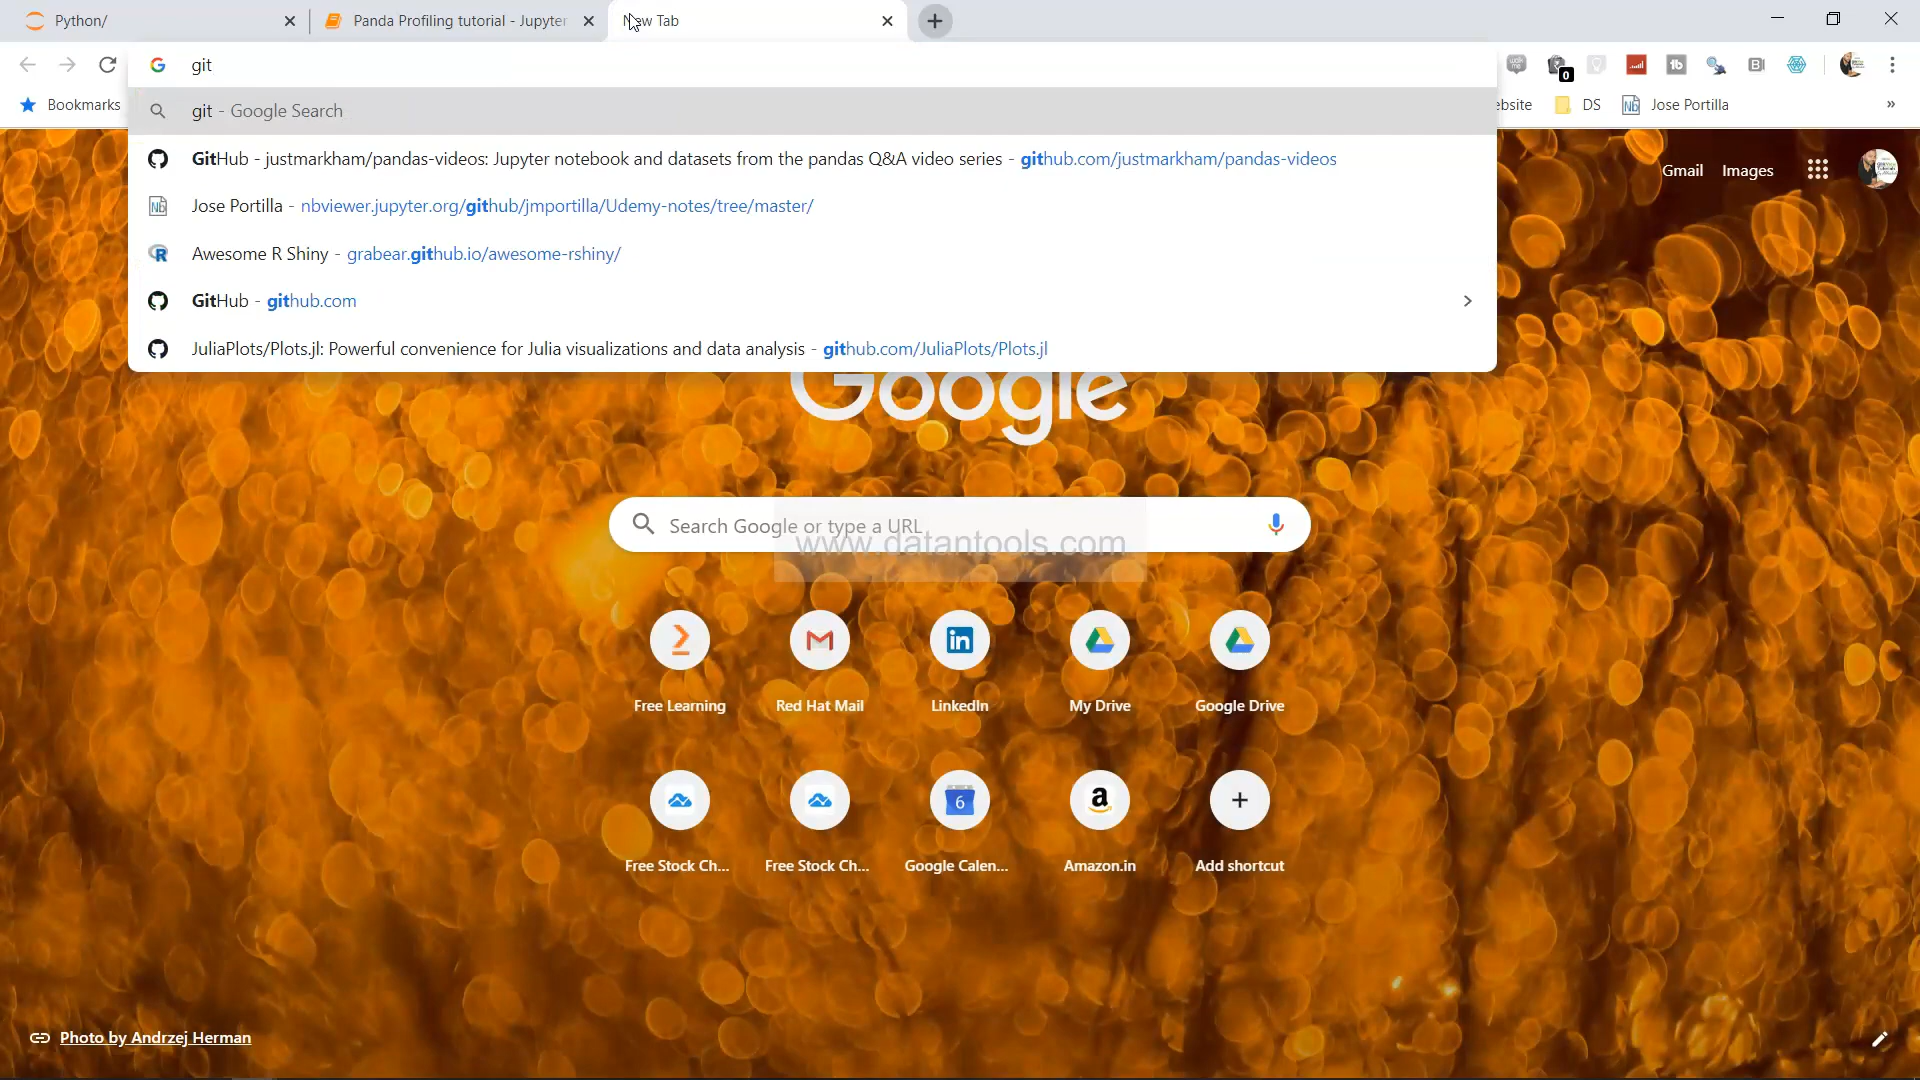 Python/
Panda Profiling tutorial - Jupyter
New Tab
git
Bookmarks
ebsite
DS
Jose Portilla
0
git - Google Search
GitHub - justmarkham/pandas-videos: Jupyter notebook and datasets from the pandas Q&A video series - github.com/justmarkham/pandas-videos
Jose Portilla - nbviewer.jupyter.org/github/jmportilla/Udemy-notes/tree/master/
Awesome R Shiny - grabear.github.io/awesome-rshiny/
GitHub - github.com
JuliaPlots/Plots.jl: Powerful convenience for Julia visualizations and data analysis - github.com/JuliaPlots/Plots.jl
Gmail Images
Google
Search Google or type a URL
www.datantools.com
Free Learning
Red Hat Mail
LinkedIn
My Drive
Google Drive
Free Stock Ch...
Free Stock Ch...
Google Calen...
Amazon.in
Add shortcut
Photo by Andrzej Herman